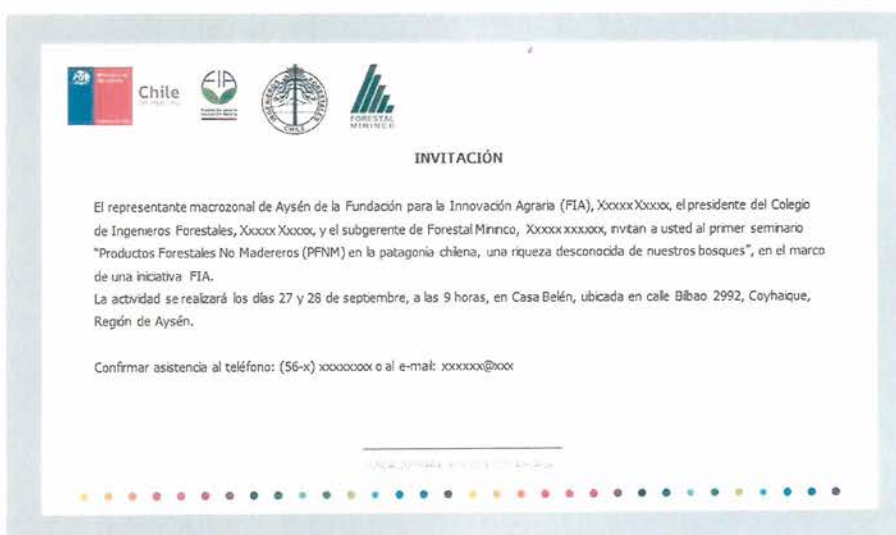 Chile
FIA
INGENIEROS FORESTALES
CHILE
FORESTAL
MININCO
INVITACIÓN
El representante macrozonal de Aysén de la Fundación para la Innovación Agraria (FIA), Xxxxx Xxxxx, el presidente del Colegio
de Ingenieros Forestales, Xxxxx Xxxxx, y el subgerente de Forestal Mininco, Xxxxx xxxxxx, invitan a usted al primer seminario
"Productos Forestales No Madereros (PFNM) en la patagonia chilena, una riqueza desconocida de nuestros bosques", en el marco
de una iniciativa FIA.
La actividad se realizará los días 27 y 28 de septiembre, a las 9 horas, en Casa Belén, ubicada en calle Bilbao 2992, Coyhaique,
Región de Aysén.
Confirmar asistencia al teléfono: (56-x) xxxxxxxx o al e-mail: xxxxxx@xxx